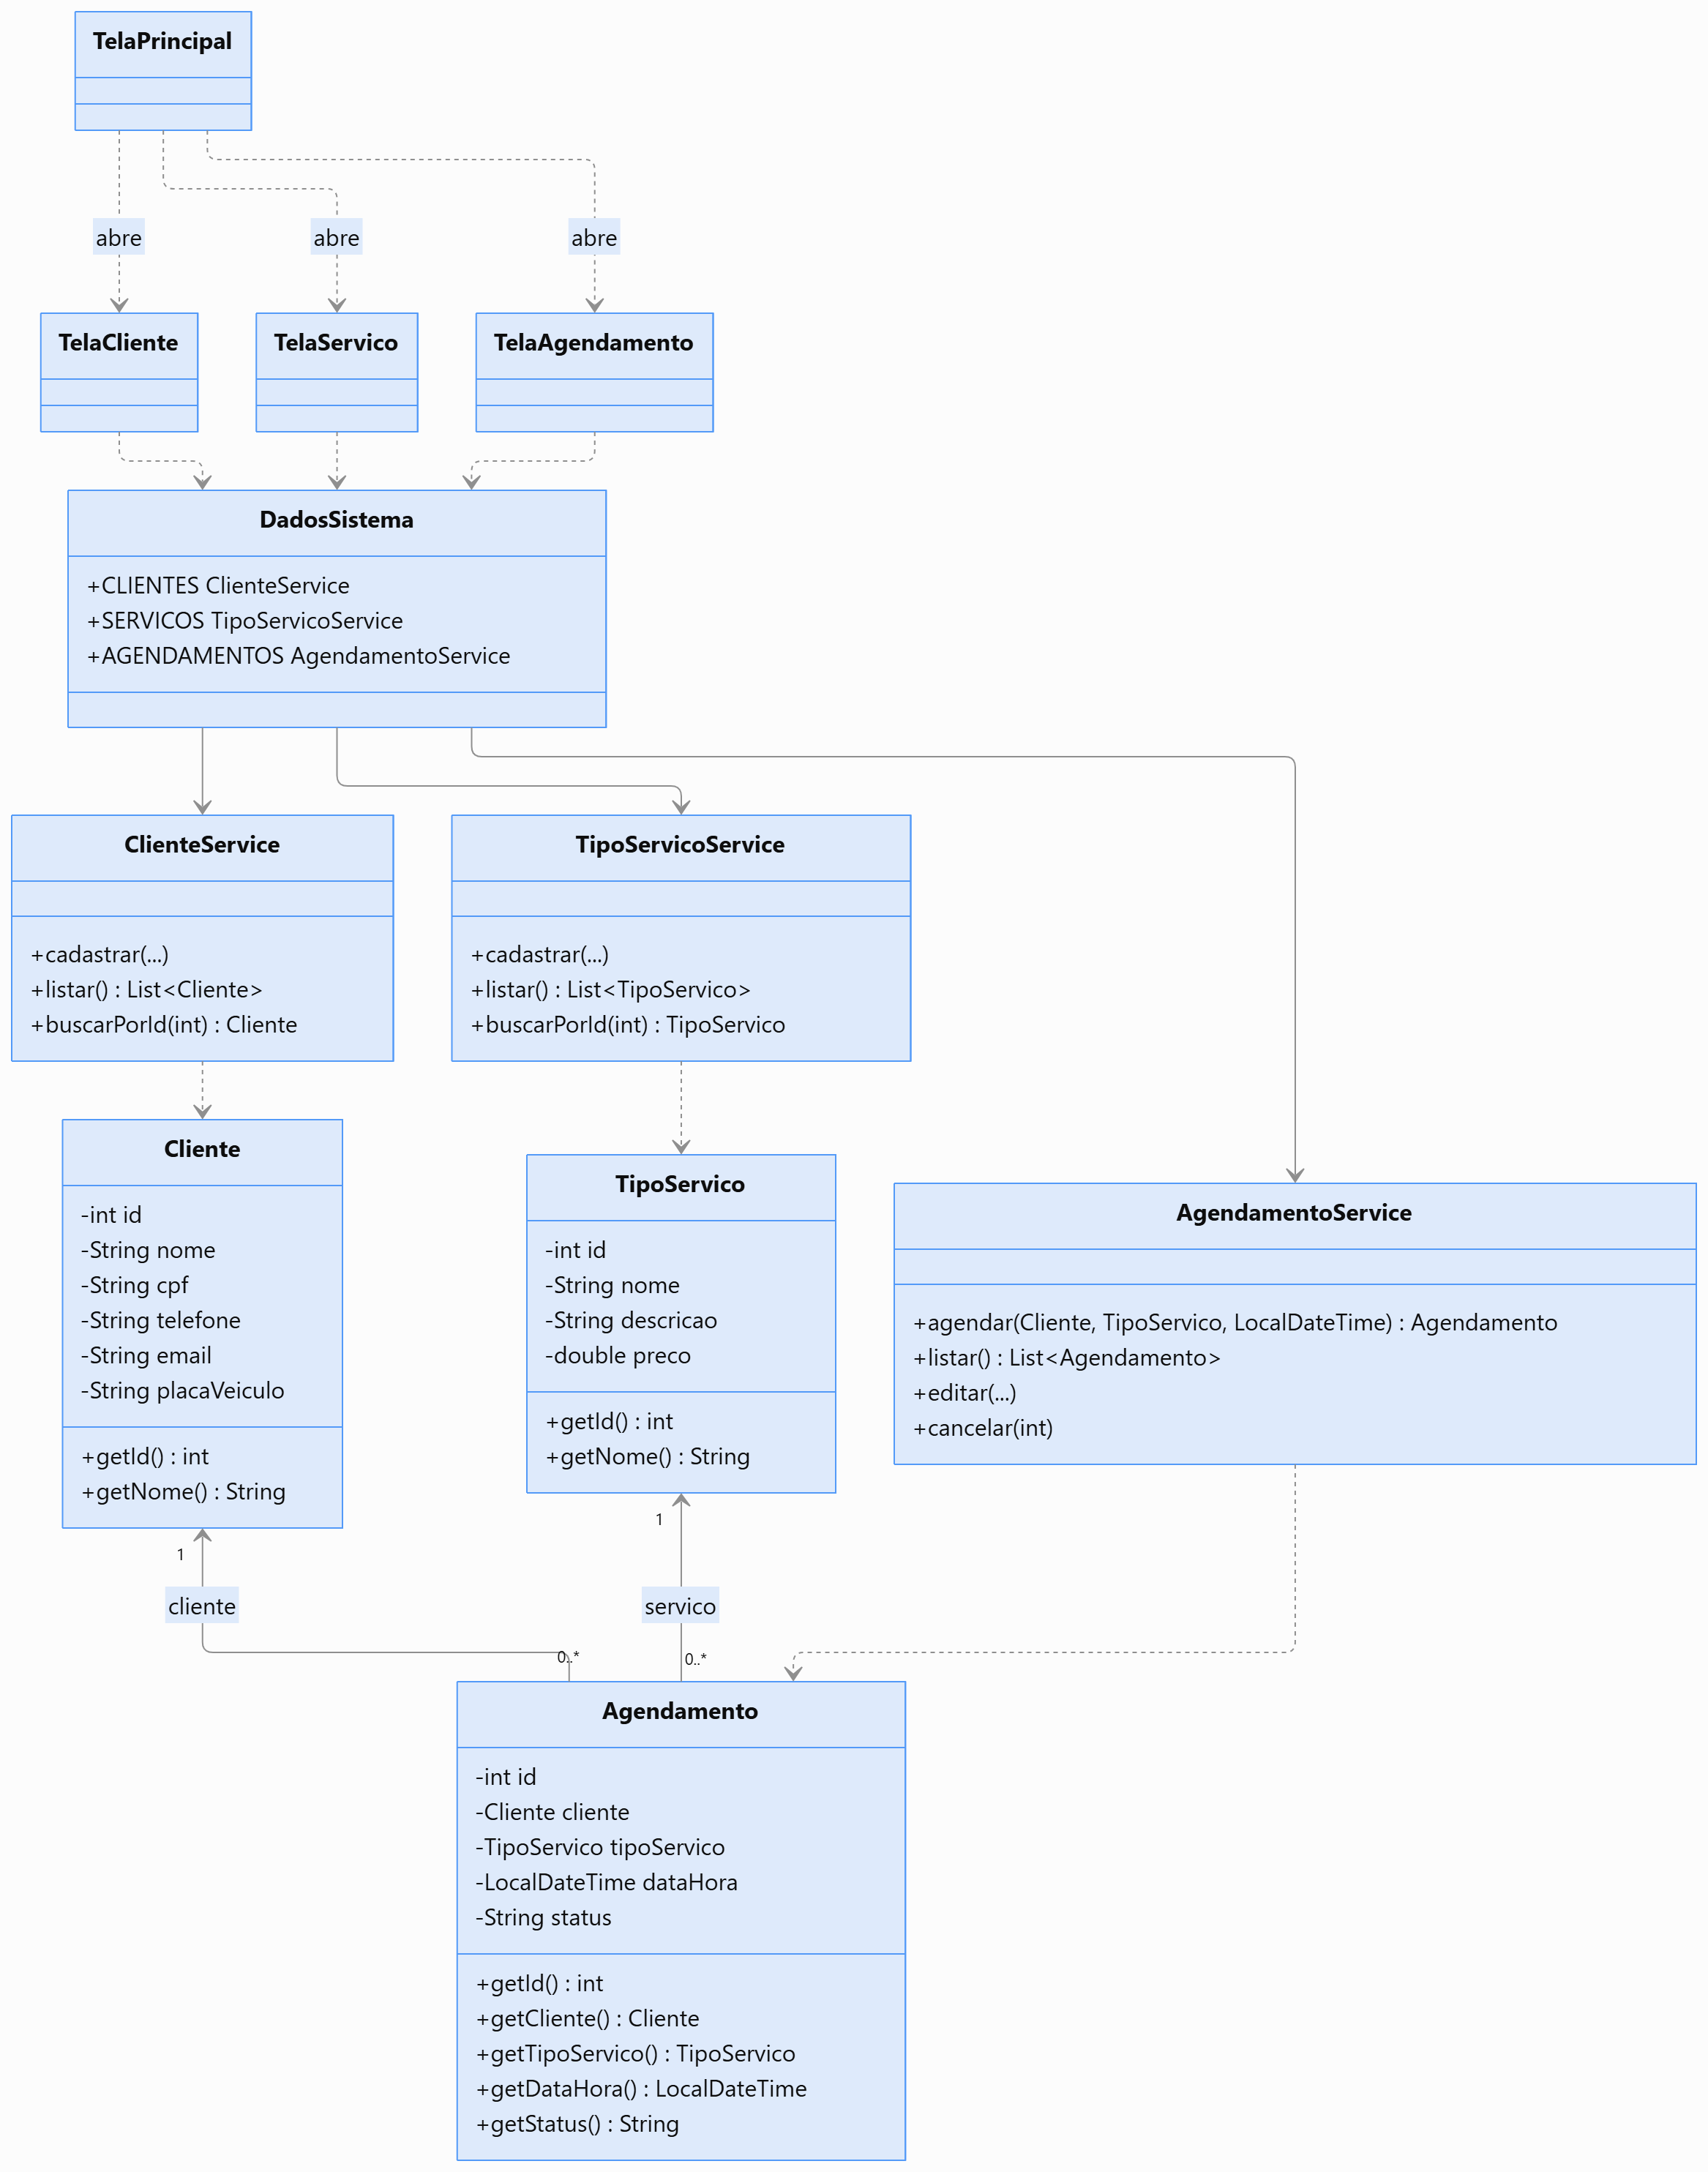 TelaPrincipal
abre
abre
abre
TelaCliente
TelaServico
TelaAgendamento
DadosSistema
+CLIENTES ClienteService
+SERVICOS TipoServicoService
+AGENDAMENTOS AgendamentoService
ClienteService
+cadastrar(...)
+listar() : List<Cliente>
+buscarPorId(int) : Cliente
TipoServicoService
+cadastrar(...)
+listar() : List<TipoServico>
+buscarPorId(int) : TipoServico
Cliente
-int id
-String nome
-String cpf
-String telefone
-String email
-String placaVeiculo
+getId() : int
+getNome() : String
TipoServico
-int id
-String nome
-String descricao
-double preco
+getId() : int
+getNome() : String
AgendamentoService
+agendar(Cliente, TipoServico, LocalDateTime) : Agendamento
+listar() : List<Agendamento>
+editar(...)
+cancelar(int)
1
cliente
0..*
1
servico
0..*
Agendamento
-int id
-Cliente cliente
-TipoServico tipoServico
-LocalDateTime dataHora
-String status
+getId() : int
+getCliente() : Cliente
+getTipoServico() : TipoServico
+getDataHora() : LocalDateTime
+getStatus() : String